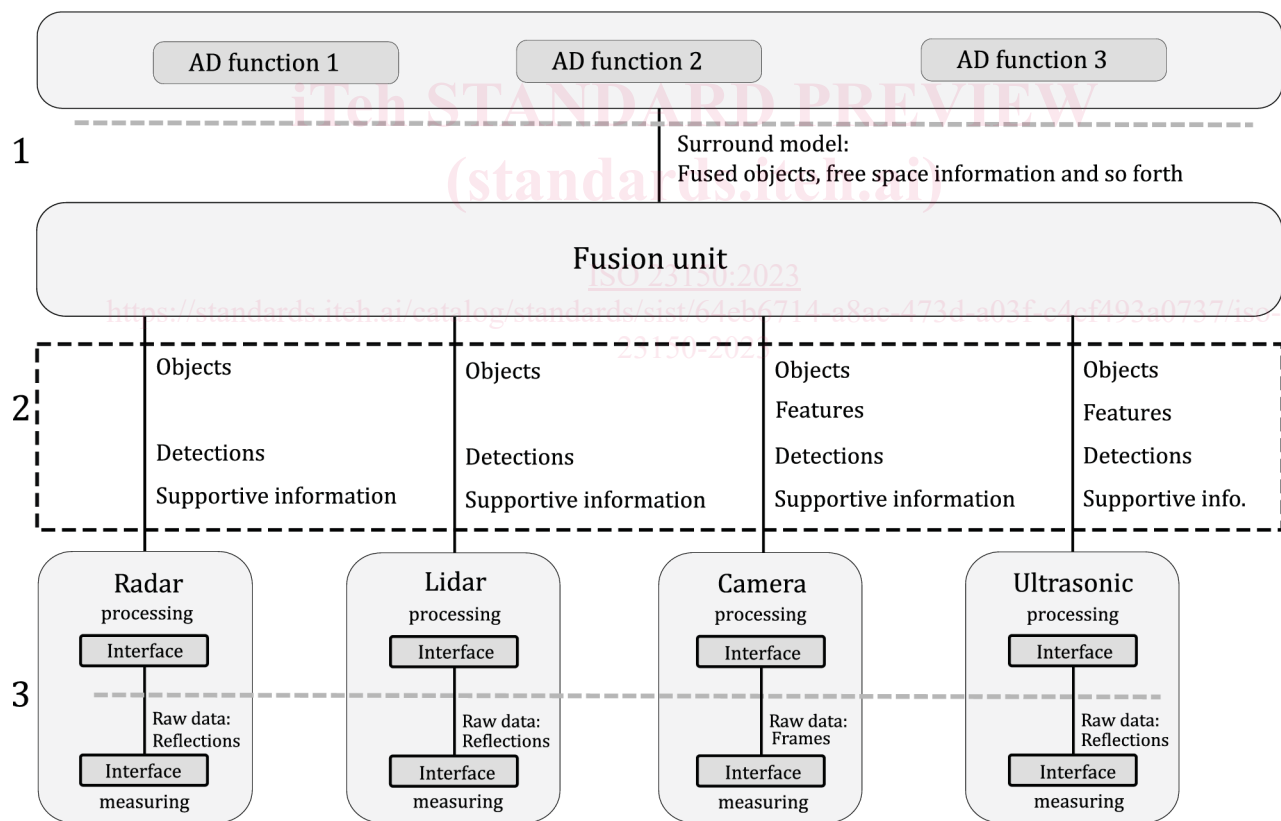 AD function 1
AD function 2
AD function 3
iTeh STANDARD PREVIEW
1
Surround model:
Fused objects, free space information and so forth
(standards.iteh.ai)
Fusion unit
ISO 23150:2023
https://standards.iteh.ai/catalog/standards/sist/64eb6714-a8ac-473d-a03f-c4cf493a0737/iso-
23150-2023
2
Objects
Detections
Supportive information
Objects
Detections
Supportive information
Objects
Features
Detections
Supportive information
Objects
Features
Detections
Supportive info.
3
Radar
processing
Interface
Raw data:
Reflections
Interface
measuring
Lidar
processing
Interface
Raw data:
Reflections
Interface
measuring
Camera
processing
Interface
Raw data:
Frames
Interface
measuring
Ultrasonic
processing
Interface
Raw data:
Reflections
Interface
measuring